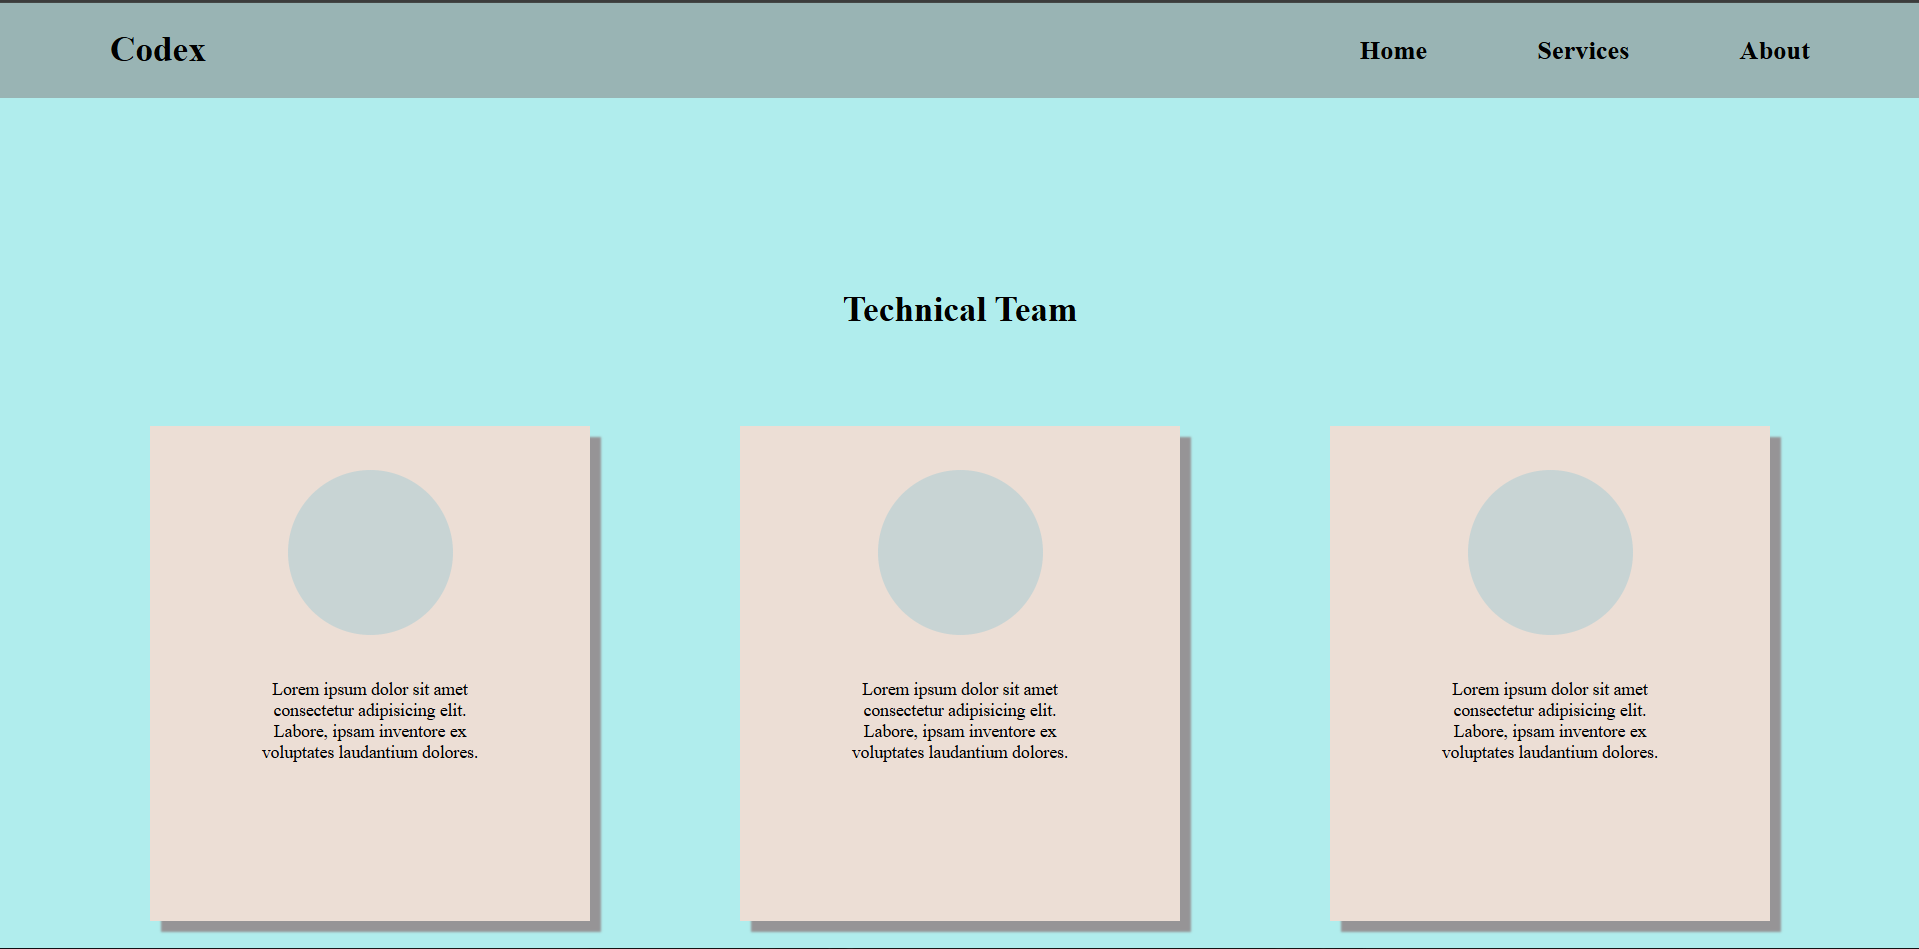 Codex
Home Services About
Technical Team
Lorem ipsum dolor sit amet
consectetur adipisicing elit.
Labore, ipsam inventore ex
voluptates laudantium dolores.
Lorem ipsum dolor sit amet
consectetur adipisicing elit.
Labore, ipsam inventore ex
voluptates laudantium dolores.
Lorem ipsum dolor sit amet
consectetur adipisicing elit.
Labore, ipsam inventore ex
voluptates laudantium dolores.